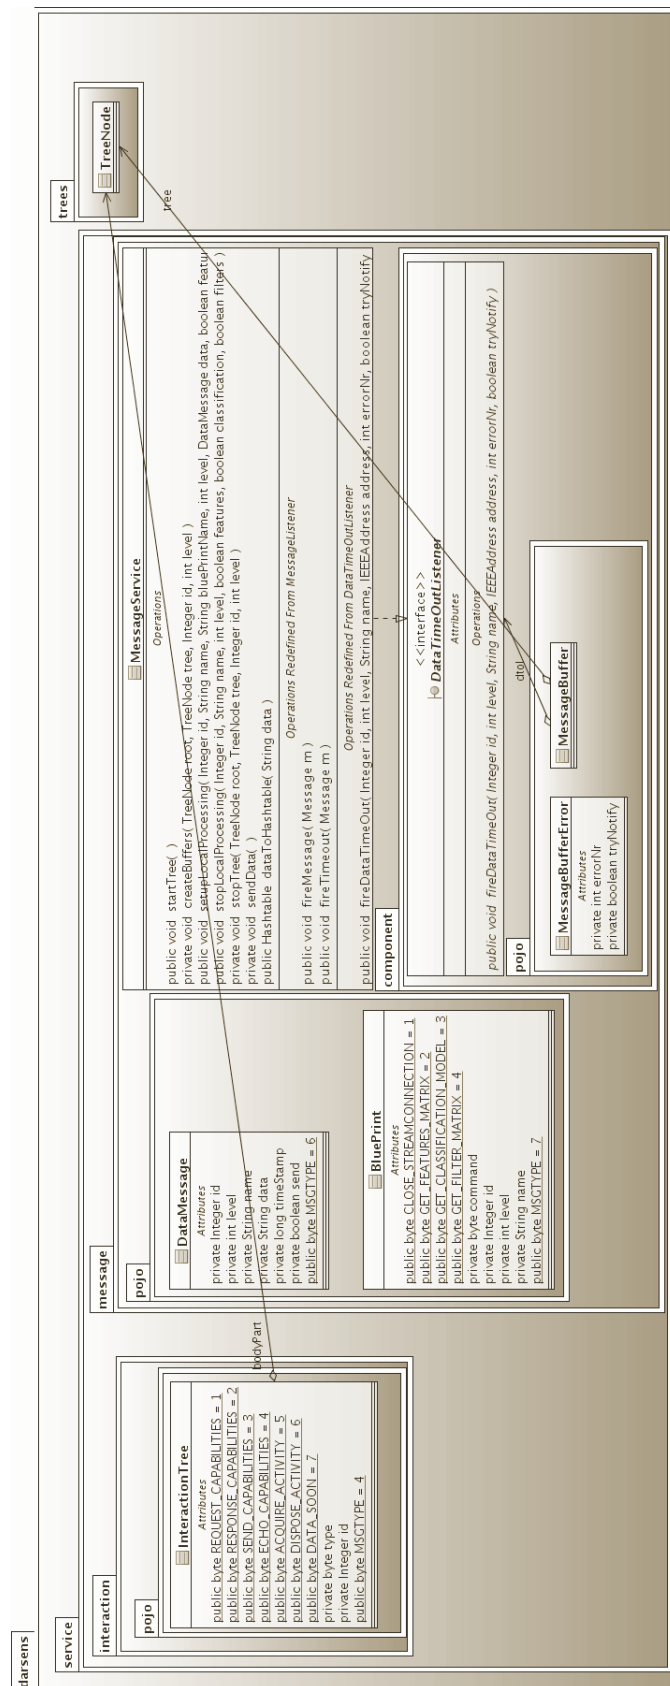 darsens
service
interaction
pojo
InteractionTree
Attributes
public byte REQUEST_CAPABILITIES = 1
public byte RESPONSE_CAPABILITIES = 2
public byte SEND_CAPABILITIES = 3
public byte ECHO_CAPABILITIES = 4
public byte ACQUIRE_ACTIVITY = 5
public byte DISPOSE_ACTIVITY = 6
public byte DATA_SOON = 7
private byte type
private Integer id
public byte MSGTYPE = 4
bodyPart
message
pojo
DataMessage
Attributes
private Integer id
private int level
private String name
private String data
private long timeStamp
private boolean send
public byte MSGTYPE = 6
BluePrint
Attributes
public byte CLOSE_STREAMCONNECTION = 1
public byte GET_FEATURES_MATRIX = 2
public byte GET_CLASSIFICATION_MODEL = 3
public byte GET_FILTER_MATRIX = 4
private byte command
private Integer id
private int level
private String name
public byte MSGTYPE = 7
MessageService
Operations
public void startTree( )
private void createBuffers( TreeNode root, TreeNode tree, Integer id, int level )
public void setupLocalProcessing( Integer id, String name, String bluePrintName, int level, DataMessage data, boolean featu
public void stopLocalProcessing( Integer id, String name, int level, boolean features, boolean classification, boolean filters )
private void stopTree( TreeNode root, TreeNode tree, Integer id, int level )
private void sendData( )
public Hashtable dataToHashtable( String data )
Operations Redefined From MessageListener
public void fireMessage( Message m )
public void fireTimeout( Message m )
Operations Redefined From DataTimeOutListener
public void fireDataTimeOut( Integer id, int level, String name, IEEEAddress address, int errorNr, boolean tryNotify
component
<<interface>>
DataTimeOutListener
Attributes
Operations
public void fireDataTimeOut( Integer id, int level, String name, IEEEAddress address, int errorNr, boolean tryNotify )
pojo
dtol
MessageBufferError
Attributes
private int errorNr
private boolean tryNotify
MessageBuffer
trees
TreeNode
tree